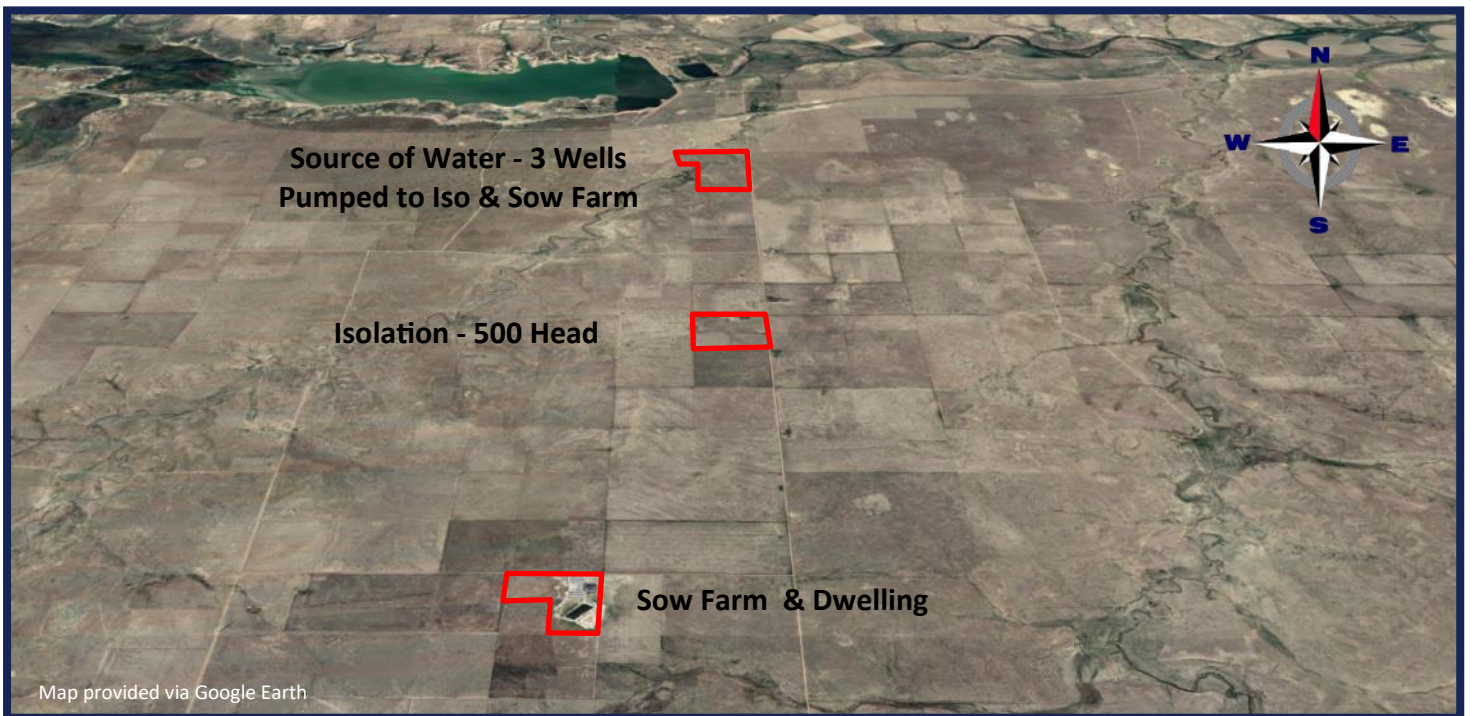 N
W E
S
Source of Water - 3 Wells
Pumped to Iso & Sow Farm
Isolation - 500 Head
Sow Farm & Dwelling
Map provided via Google Earth